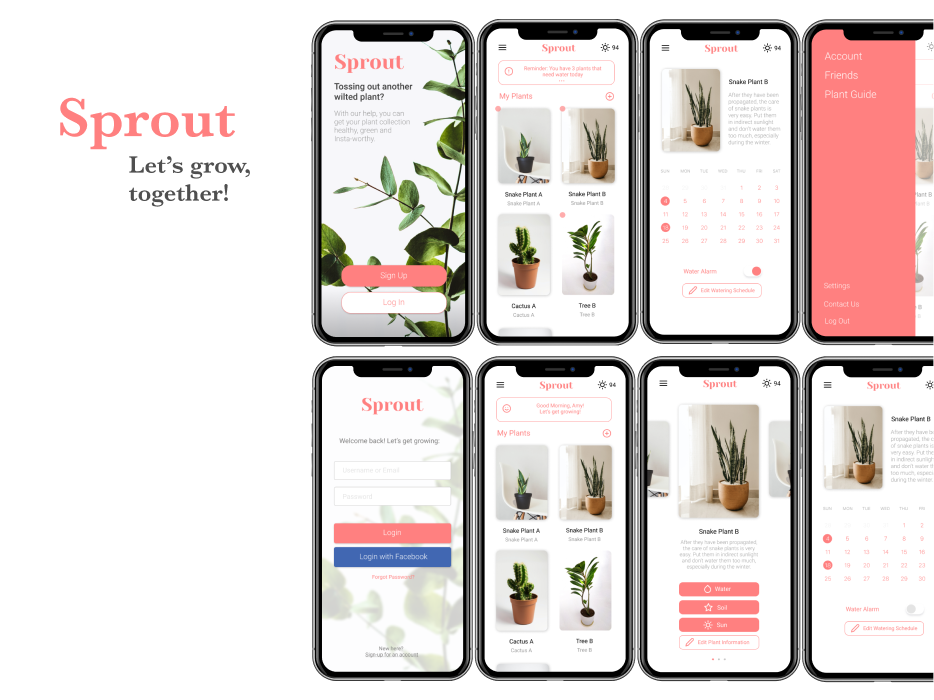 Sprout
Let's grow,
together!
Sprout
Tossing out another
wilted plant?
With our help, you can
get your plant collection
healthy, green and
Insta-worthy.
Sign Up
Log In
Sprout
94
Reminder, You have 3 plants that
need water today
My Plants
Snake Plant A
Snake Plant A
Snake Plant B
Snake Plant B
Cactus A
Cactus A
Tree B
Tree B
Sprout
94
Snake Plant B
After they have been
propogated, the care
of snake plants is
very easy. Put them
in indirect sunlight
and don't water them
too much, especially
during the winter.
SUN MON TUE WED THU FRI SAT
1 2 3
4 5 6 7 8 9 10
11 12 13 14 15 16 17
18 19 20 21 22 23 24
25 26 27 28 29 30 31
Water Alarm
Edit Watering Schedule
Account
Friends
Plant Guide
Settings
Contact Us
Log Out
Sprout
Welcome back! Let's get growing:
Username or Email
Password
Login
Login with Facebook
Forgot Password?
New here?
Sign up for an account
Sprout
94
Good Morning, Amy!
Let's get growing!
My Plants
Snake Plant A
Snake Plant A
Snake Plant B
Snake Plant B
Cactus A
Cactus A
Tree B
Tree B
Sprout
94
Snake Plant B
After they have been propagated,
the care of snake plants is very
easy. Put them in indirect sunlight
and don't water them too much,
especially during the winter.
Water
Soil
Sun
Edit Plant Information
Sprout
Snake Plant B
After they have be
propagated, the ca
of snake plants is
very easy. Put the
in indirect sunligh
and don't water th
too much, especi
during the winter
SUN MON TUE WED THU FRI
1 2
4 5 6 7 8 9
11 12 13 14 15 16
18 19 20 21 22 23
25 26 27 28 29 30
Water Alarm
Edit Watering Schedule